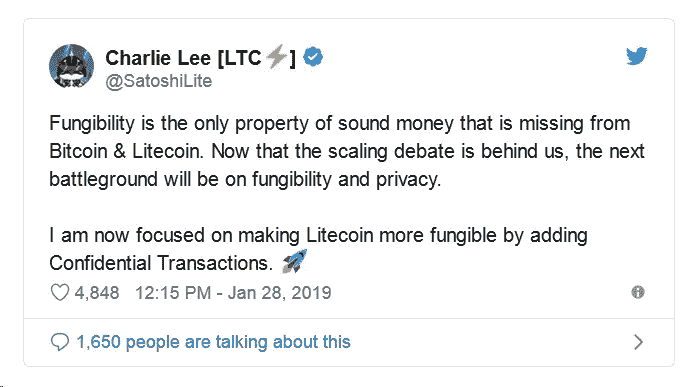 Charlie Lee [LTC⚡]
@SatoshiLite
Fungibility is the only property of sound money that is missing from
Bitcoin & Litecoin. Now that the scaling debate is behind us, the next
battleground will be on fungibility and privacy.
I am now focused on making Litecoin more fungible by adding
Confidential Transactions. 🚀
4,848 12:15 PM - Jan 28, 2019
1,650 people are talking about this